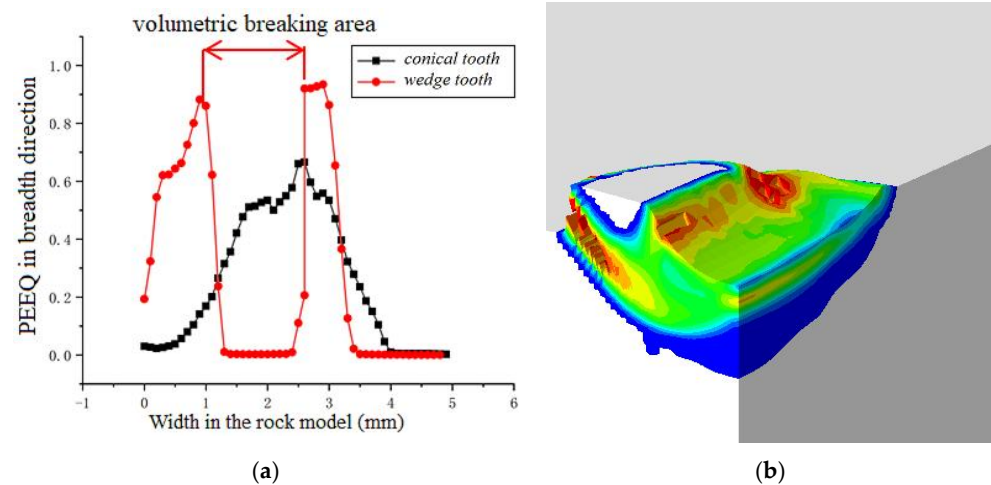 volumetric breaking area
conical tooth
wedge tooth
PEEQ in breadth direction
1.0
0.8
0.6
0.4
0.2
0.0
-1 0 1 2 3 4 5 6
Width in the rock model (mm)
(a) (b)